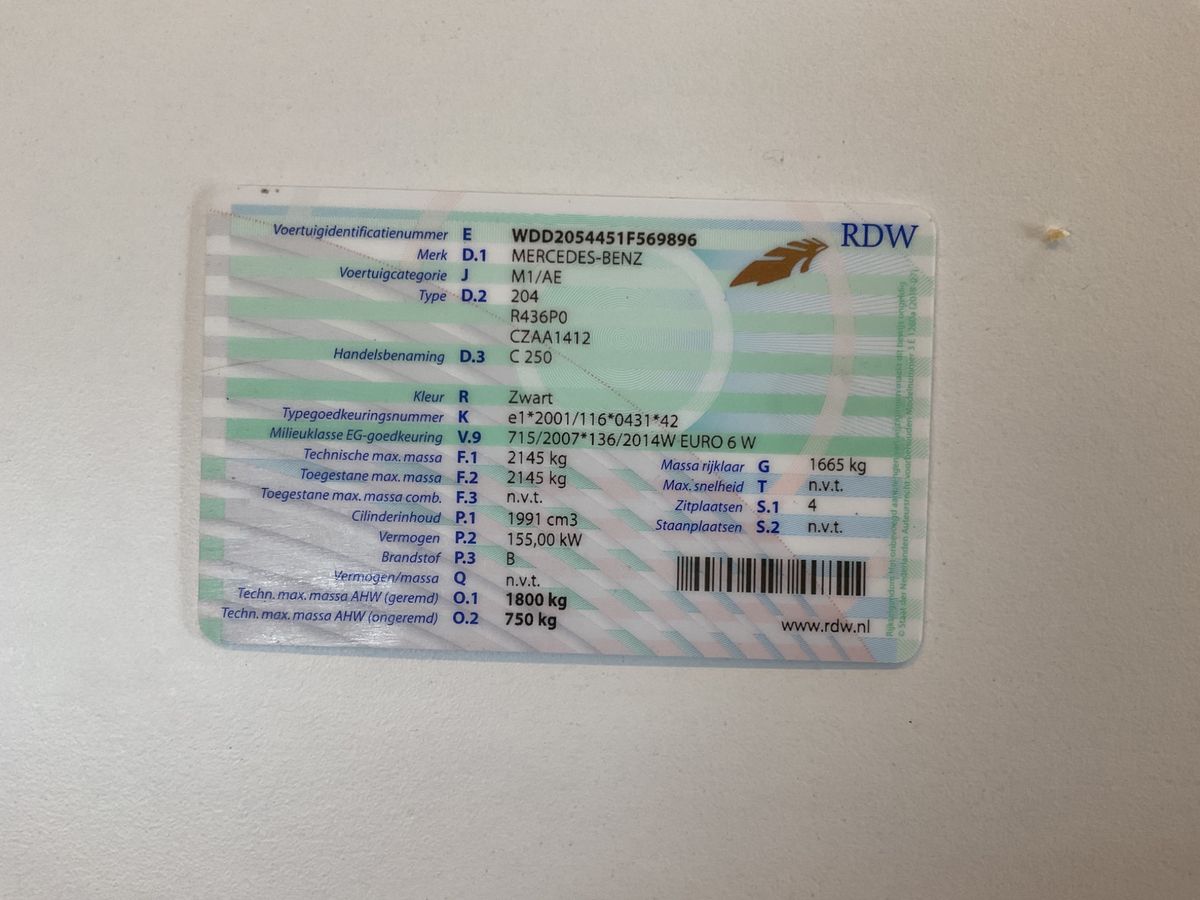 RDW
Voertuigidentificatienummer E WDD2054451F569896
Merk D.1 MERCEDES-BENZ
Voertuigcategorie J M1/AE
Type D.2 204
R436P0
CZAA1412
Handelsbenaming D.3 C 250
Kleur R Zwart
Typegoedkeuringsnummer K e1*2001/116*0431*42
Milieuklasse EG-goedkeuring V.9 715/2007*136/2014W EURO 6 W
Technische max. massa F.1 2145 kg
Massa rijklaar G 1665 kg
Toegestane max. massa F.2 2145 kg
Max. snelheid T n.v.t.
Toegestane max. massa comb. F.3 n.v.t.
Zitplaatsen S.1 4
Cilinderinhoud P.1 1991 cm3
Staanplaatsen S.2 n.v.t.
Vermogen P.2 155,00 kW
Brandstof P.3 B
Vermogen/massa Q n.v.t.
Techn. max. massa AHW (geremd) O.1 1800 kg
Techn. max. massa AHW (ongeremd) O.2 750 kg
www.rdw.nl
© Staat der Nederlanden